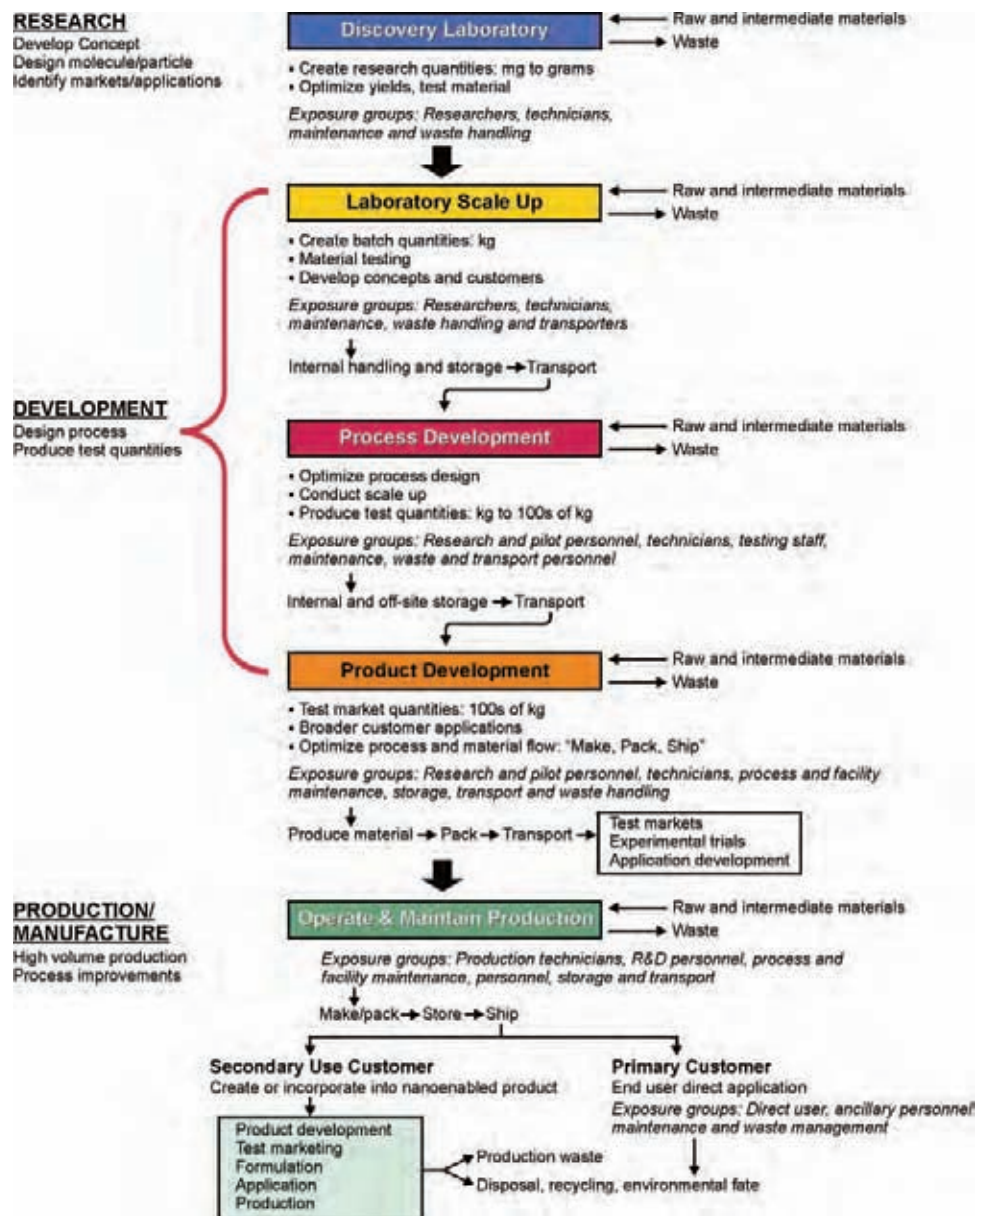 RESEARCH
Develop Concept
Design molecule/particle
Identify markets/applications
Discovery Laboratory
Raw and intermediate materials
Waste
• Create research quantities: mg to grams
• Optimize yields, test material
Exposure groups: Researchers, technicians,
maintenance and waste handling
Laboratory Scale Up
Raw and intermediate materials
Waste
• Create batch quantities: kg
• Material testing
• Develop concepts and customers
Exposure groups: Researchers, technicians,
maintenance, waste handling and transporters
Internal handling and storage → Transport
DEVELOPMENT
Design process
Produce test quantities
Process Development
Raw and intermediate materials
Waste
• Optimize process design
• Conduct scale up
• Produce test quantities: kg to 100s of kg
Exposure groups: Research and pilot personnel, technicians, testing staff,
maintenance, waste and transport personnel
Internal and off-site storage → Transport
Product Development
Raw and intermediate materials
Waste
• Test market quantities: 100s of kg
• Broader customer applications
• Optimize process and material flow: "Make, Pack, Ship"
Exposure groups: Research and pilot personnel, technicians, process and facility
maintenance, storage, transport and waste handling
Produce material → Pack → Transport →
Test markets
Experimental trials
Application development
PRODUCTION/
MANUFACTURE
High volume production
Process improvements
Operate & Maintain Production
Raw and intermediate materials
Waste
Exposure groups: Production technicians, R&D personnel, process and
facility maintenance, personnel, storage and transport
Make/pack → Store → Ship
Secondary Use Customer
Create or incorporate into nanoenabled product
Product development
Test marketing
Formulation
Application
Production
Production waste
Disposal, recycling, environmental fate
Primary Customer
End user direct application
Exposure groups: Direct user, ancillary personnel
maintenance and waste management